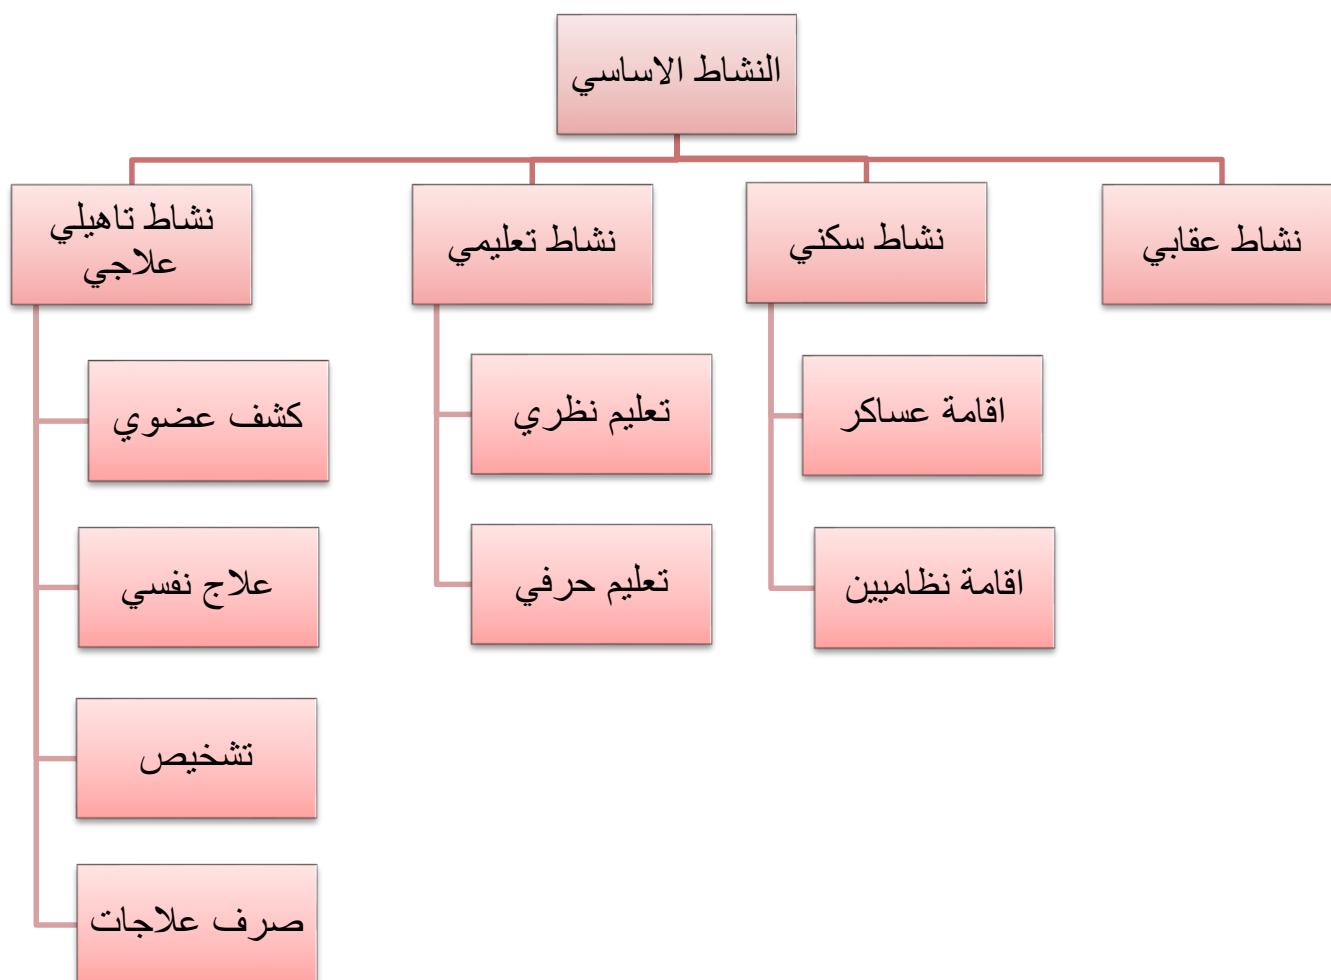 النشاط الاساسي
نشاط عقابي
نشاط سكني
اقامة عساكر
اقامة نظاميين
نشاط تعليمي
تعليم نظري
تعليم حرفي
نشاط تاهيلي
علاجي
كشف عضوي
علاج نفسي
تشخيص
صرف علاجات